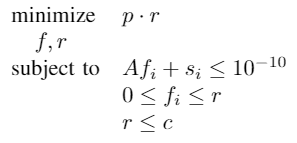 minimize p · r
f, r
subject to Af_i + s_i ≤ 10^{-10}
0 ≤ f_i ≤ r
r ≤ c